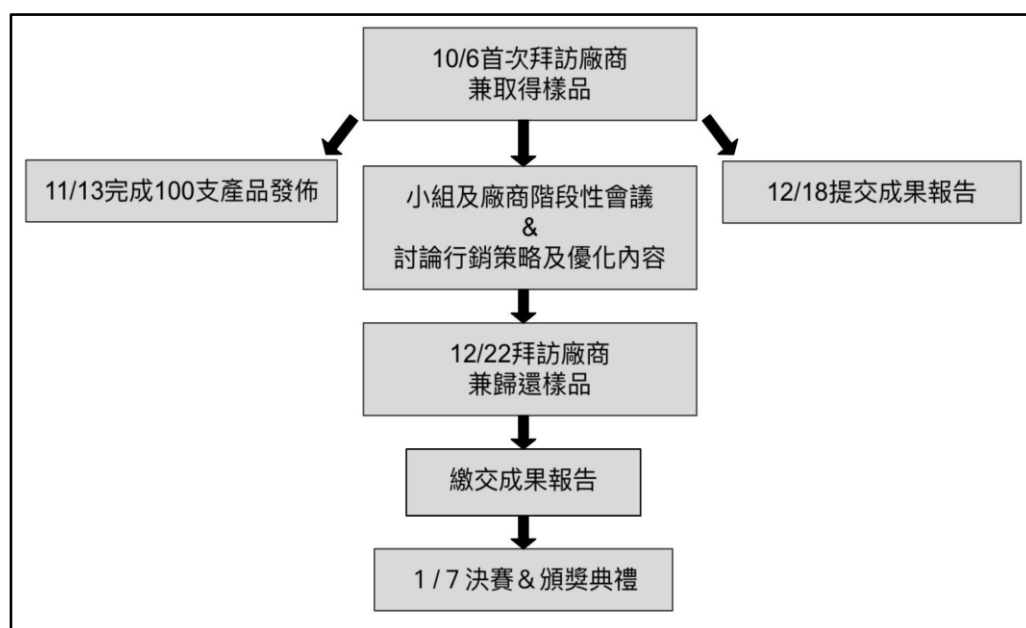 10/6首次拜訪廠商
兼取得樣品
11/13完成100支產品發佈
小組及廠商階段性會議
&
討論行銷策略及優化內容
12/18提交成果報告
12/22拜訪廠商
兼歸還樣品
繳交成果報告
1 / 7 決賽＆頒獎典禮